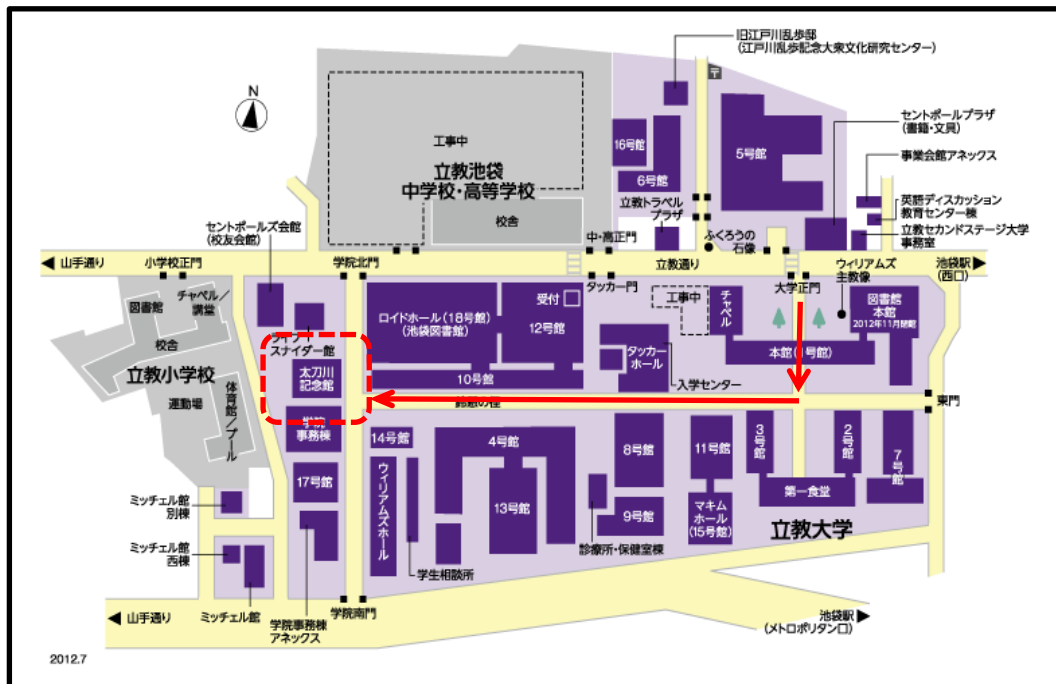 旧江戸川乱歩邸
(江戸川乱歩記念大衆文化研究センター)
N
〒
セントポールプラザ
(書籍・文具)
工事中
16号館
5号館
事業会館アネックス
立教池袋
中学校・高等学校
6号館
英語ディスカッション
教育センター棟
立教トラベル
プラザ
校舎
セントポールズ会館
(校友会館)
立教セカンドステージ大学
事務室
中・高正門
ふくろうの
石像
山手通り
小学校正門
学院北門
立教通り
ウィリアムズ
主教像
池袋駅
(西口)
タッカー門
大学正門
チャペル/
講堂
図書館
受付
工事中
チャペル
図書館
本館
2012年11月閉館
ロイドホール(18号館)
(池袋図書館)
12号館
校舎
スナイダー館
タッカー
ホール
本館(1号館)
立教小学校
太刀川
記念館
入学センター
10号館
運動場
体育館/プール
鈴懸の径
東門
学院
事務棟
14号館
4号館
8号館
11号館
3号館
2号館
7号館
ウィリアムズホール
17号館
第一食堂
ミッチェル館
別棟
13号館
9号館
マキム
ホール
(15号館)
立教大学
ミッチェル館
西棟
診療所・保健室棟
学生相談所
山手通り
ミッチェル館
学院事務棟
アネックス
学院南門
池袋駅
(メトロポリタン口)
2012.7